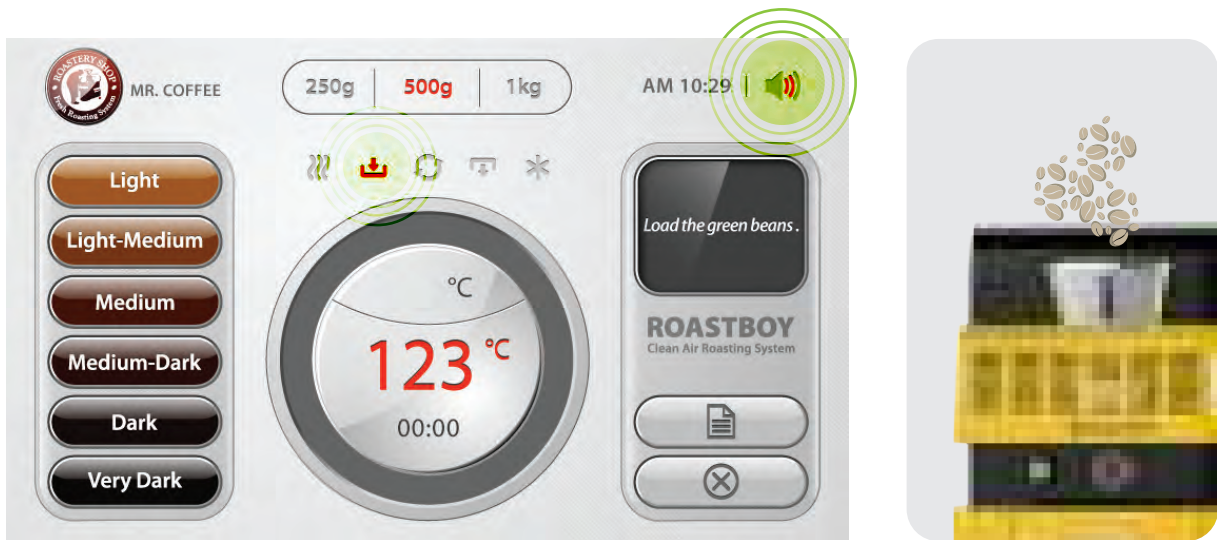 ROASTERY SHOP
Fresh Roasting System
MR. COFFEE
250g
500g
1kg
AM 10:29
Light
Light-Medium
Medium
Medium-Dark
Dark
Very Dark
°C
123 °C
00:00
Load the green beans.
ROASTBOY
Clean Air Roasting System